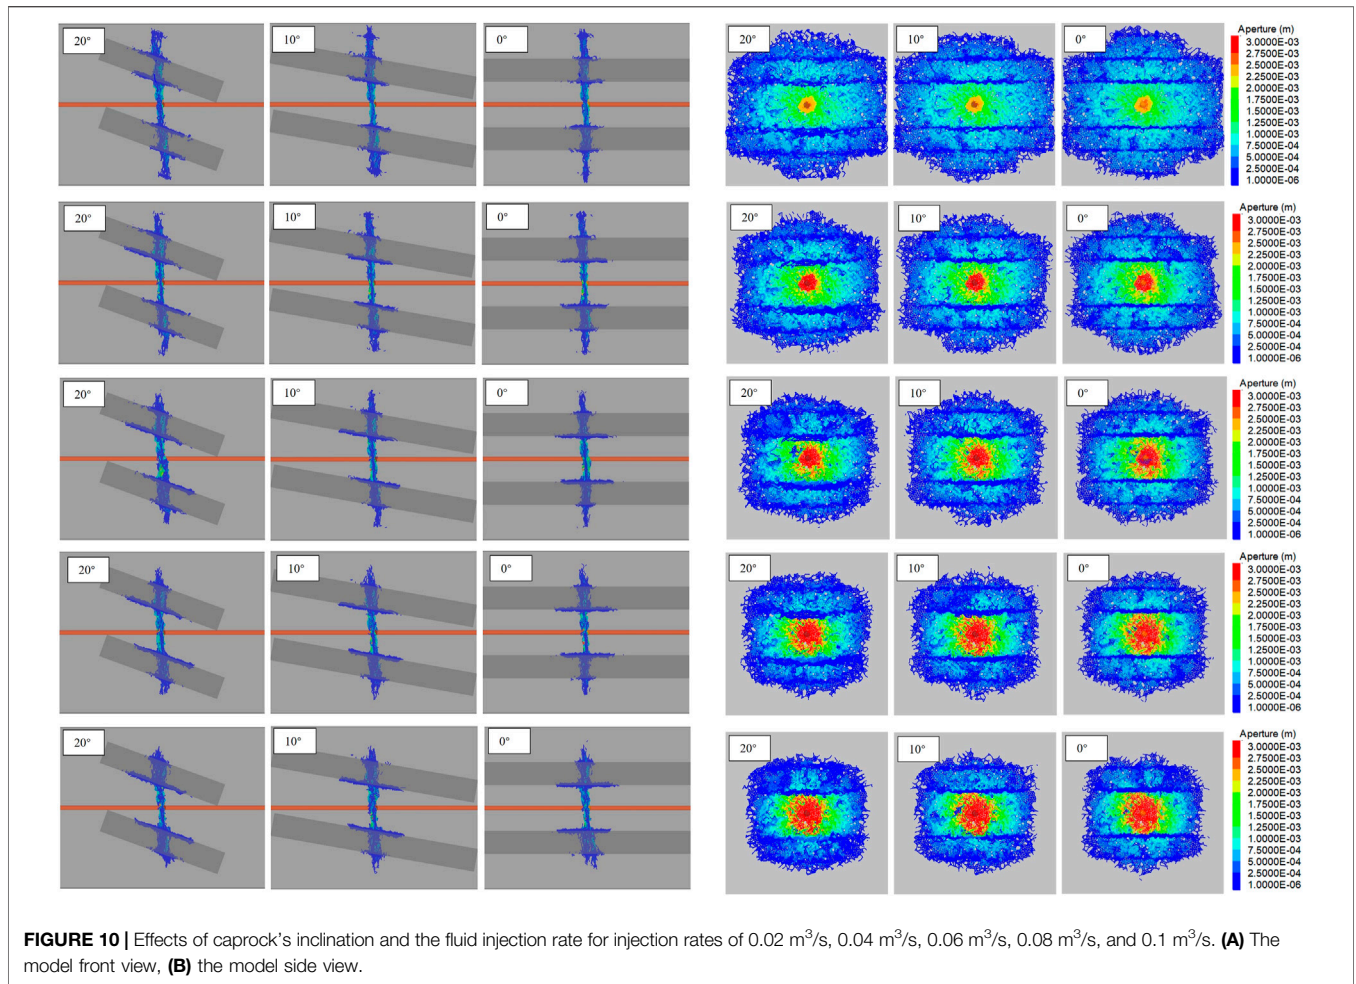 20°
10°
0°
20°
10°
0°
Aperture (m)
3.0000E-03
2.7500E-03
2.5000E-03
2.2500E-03
2.0000E-03
1.7500E-03
1.5000E-03
1.2500E-03
1.0000E-03
7.5000E-04
5.0000E-04
2.5000E-04
1.0000E-06
20°
10°
0°
20°
10°
0°
Aperture (m)
3.0000E-03
2.7500E-03
2.5000E-03
2.2500E-03
2.0000E-03
1.7500E-03
1.5000E-03
1.2500E-03
1.0000E-03
7.5000E-04
5.0000E-04
2.5000E-04
1.0000E-06
20°
10°
0°
20°
10°
0°
Aperture (m)
3.0000E-03
2.7500E-03
2.5000E-03
2.2500E-03
2.0000E-03
1.7500E-03
1.5000E-03
1.2500E-03
1.0000E-03
7.5000E-04
5.0000E-04
2.5000E-04
1.0000E-06
20°
10°
0°
20°
10°
0°
Aperture (m)
3.0000E-03
2.7500E-03
2.5000E-03
2.2500E-03
2.0000E-03
1.7500E-03
1.5000E-03
1.2500E-03
1.0000E-03
7.5000E-04
5.0000E-04
2.5000E-04
1.0000E-06
20°
10°
0°
20°
10°
0°
Aperture (m)
3.0000E-03
2.7500E-03
2.5000E-03
2.2500E-03
2.0000E-03
1.7500E-03
1.5000E-03
1.2500E-03
1.0000E-03
7.5000E-04
5.0000E-04
2.5000E-04
1.0000E-06
FIGURE 10 | Effects of caprock's inclination and the fluid injection rate for injection rates of 0.02 m³/s, 0.04 m³/s, 0.06 m³/s, 0.08 m³/s, and 0.1 m³/s. (A) The
model front view, (B) the model side view.